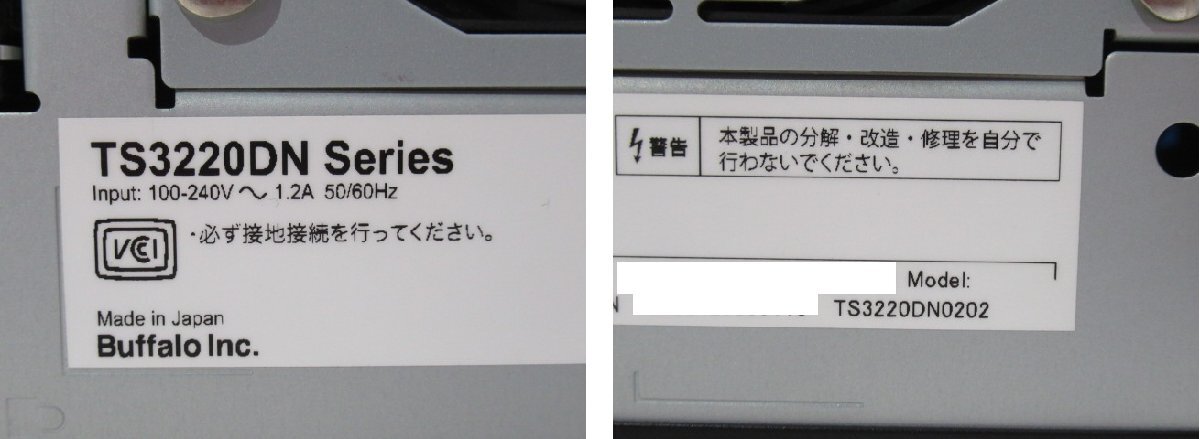 TS3220DN Series
Input: 100-240V～ 1.2A 50/60Hz
VCI
・必ず接地接続を行ってください。
Made in Japan
Buffalo Inc.
警告
本製品の分解・改造・修理を自分で
行わないでください。
Model:
TS3220DN0202